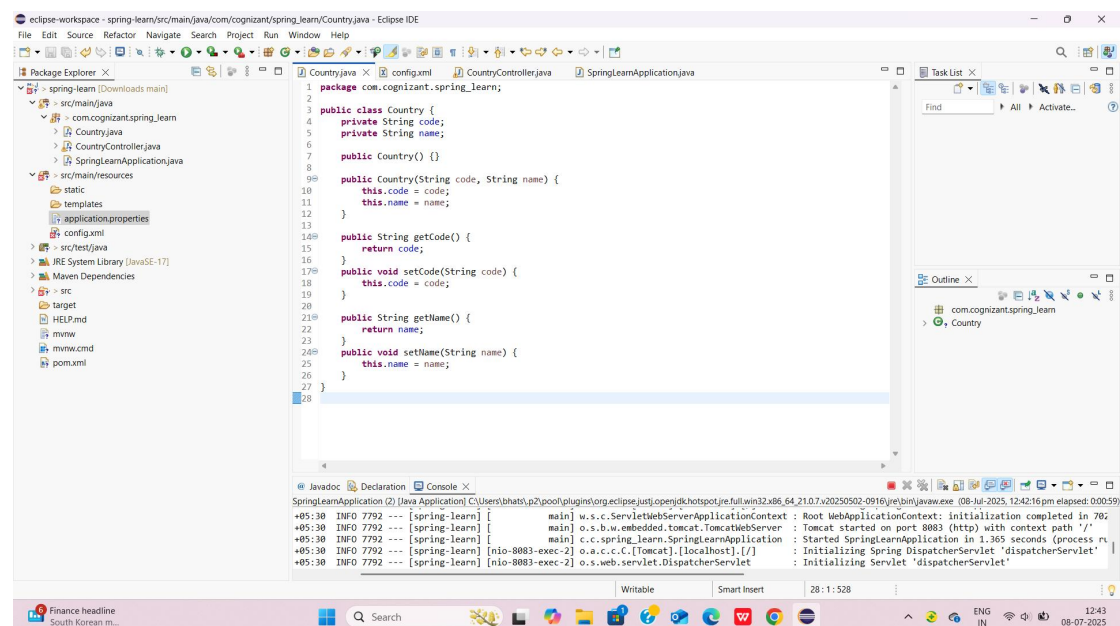 eclipse-workspace - spring-learn/src/main/java/com/cognizant/spring_learn/Country.java - Eclipse IDE
File Edit Source Refactor Navigate Search Project Run Window Help
Package Explorer
spring-learn [Downloads main]
src/main/java
com.cognizant.spring_learn
Country.java
CountryController.java
SpringLearnApplication.java
src/main/resources
static
templates
application.properties
config.xml
src/test/java
JRE System Library [JavaSE-17]
Maven Dependencies
src
target
HELP.md
mvnw
mvnw.cmd
pom.xml
Country.java config.xml CountryController.java SpringLearnApplication.java
1 package com.cognizant.spring_learn;
2
3 public class Country {
4 private String code;
5 private String name;
6
7 public Country() {}
8
9 public Country(String code, String name) {
10 this.code = code;
11 this.name = name;
12 }
13
14 public String getCode() {
15 return code;
16 }
17 public void setCode(String code) {
18 this.code = code;
19 }
20
21 public String getName() {
22 return name;
23 }
24 public void setName(String name) {
25 this.name = name;
26 }
27 }
28
Task List
Find All Activate...
Outline
com.cognizant.spring_learn
Country
Javadoc Declaration Console
SpringLearnApplication (2) [Java Application] C:\Users\bhats\.p2\pool\plugins\org.eclipse.justj.openjdk.hotspot.jre.full.win32.x86_64_21.0.7.v20250502-0916\jre\bin\javaw.exe (08-Jul-2025, 12:42:16 pm elapsed: 0:00:59)
+05:30 INFO 7792 --- [spring-learn] [ main] w.s.c.ServletWebServerApplicationContext : Root WebApplicationContext: initialization completed in 702
+05:30 INFO 7792 --- [spring-learn] [ main] o.s.b.w.embedded.tomcat.TomcatWebServer : Tomcat started on port 8083 (http) with context path '/'
+05:30 INFO 7792 --- [spring-learn] [ main] c.c.spring_learn.SpringLearnApplication : Started SpringLearnApplication in 1.365 seconds (process ru
+05:30 INFO 7792 --- [spring-learn] [nio-8083-exec-2] o.a.c.c.C.[Tomcat].[localhost].[/] : Initializing Spring DispatcherServlet 'dispatcherServlet'
+05:30 INFO 7792 --- [spring-learn] [nio-8083-exec-2] o.s.web.servlet.DispatcherServlet : Initializing Servlet 'dispatcherServlet'
Writable Smart Insert 28 : 1 : 528
6
Finance headline
South Korean m...
Search
ENG
IN
12:43
08-07-2025